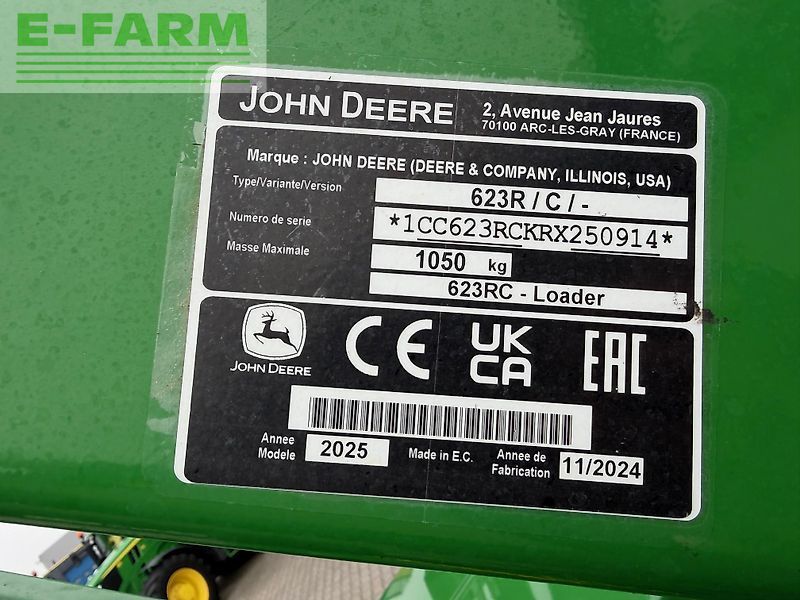 E-FARM
JOHN DEERE
2, Avenue Jean Jaures
70100 ARC-LES-GRAY (FRANCE)
Marque : JOHN DEERE (DEERE & COMPANY, ILLINOIS, USA)
Type/Variante/Version 623R / C / -
Numero de serie *1CC623RCKRX250914*
Masse Maximale 1050 kg
623RC - Loader
JOHN DEERE
CE
UK
CA
EAC
Annee
Modele 2025
Made in E.C.
Annee de
Fabrication 11/2024